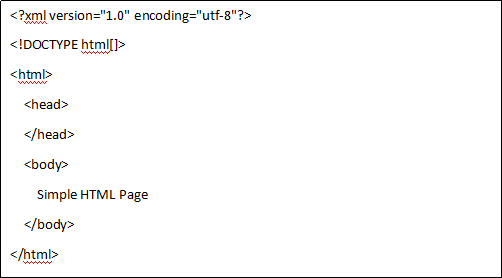 <?xml version="1.0" encoding="utf-8"?>
<!DOCTYPE html[]>
<html>
<head>
</head>
<body>
Simple HTML Page
</body>
</html>